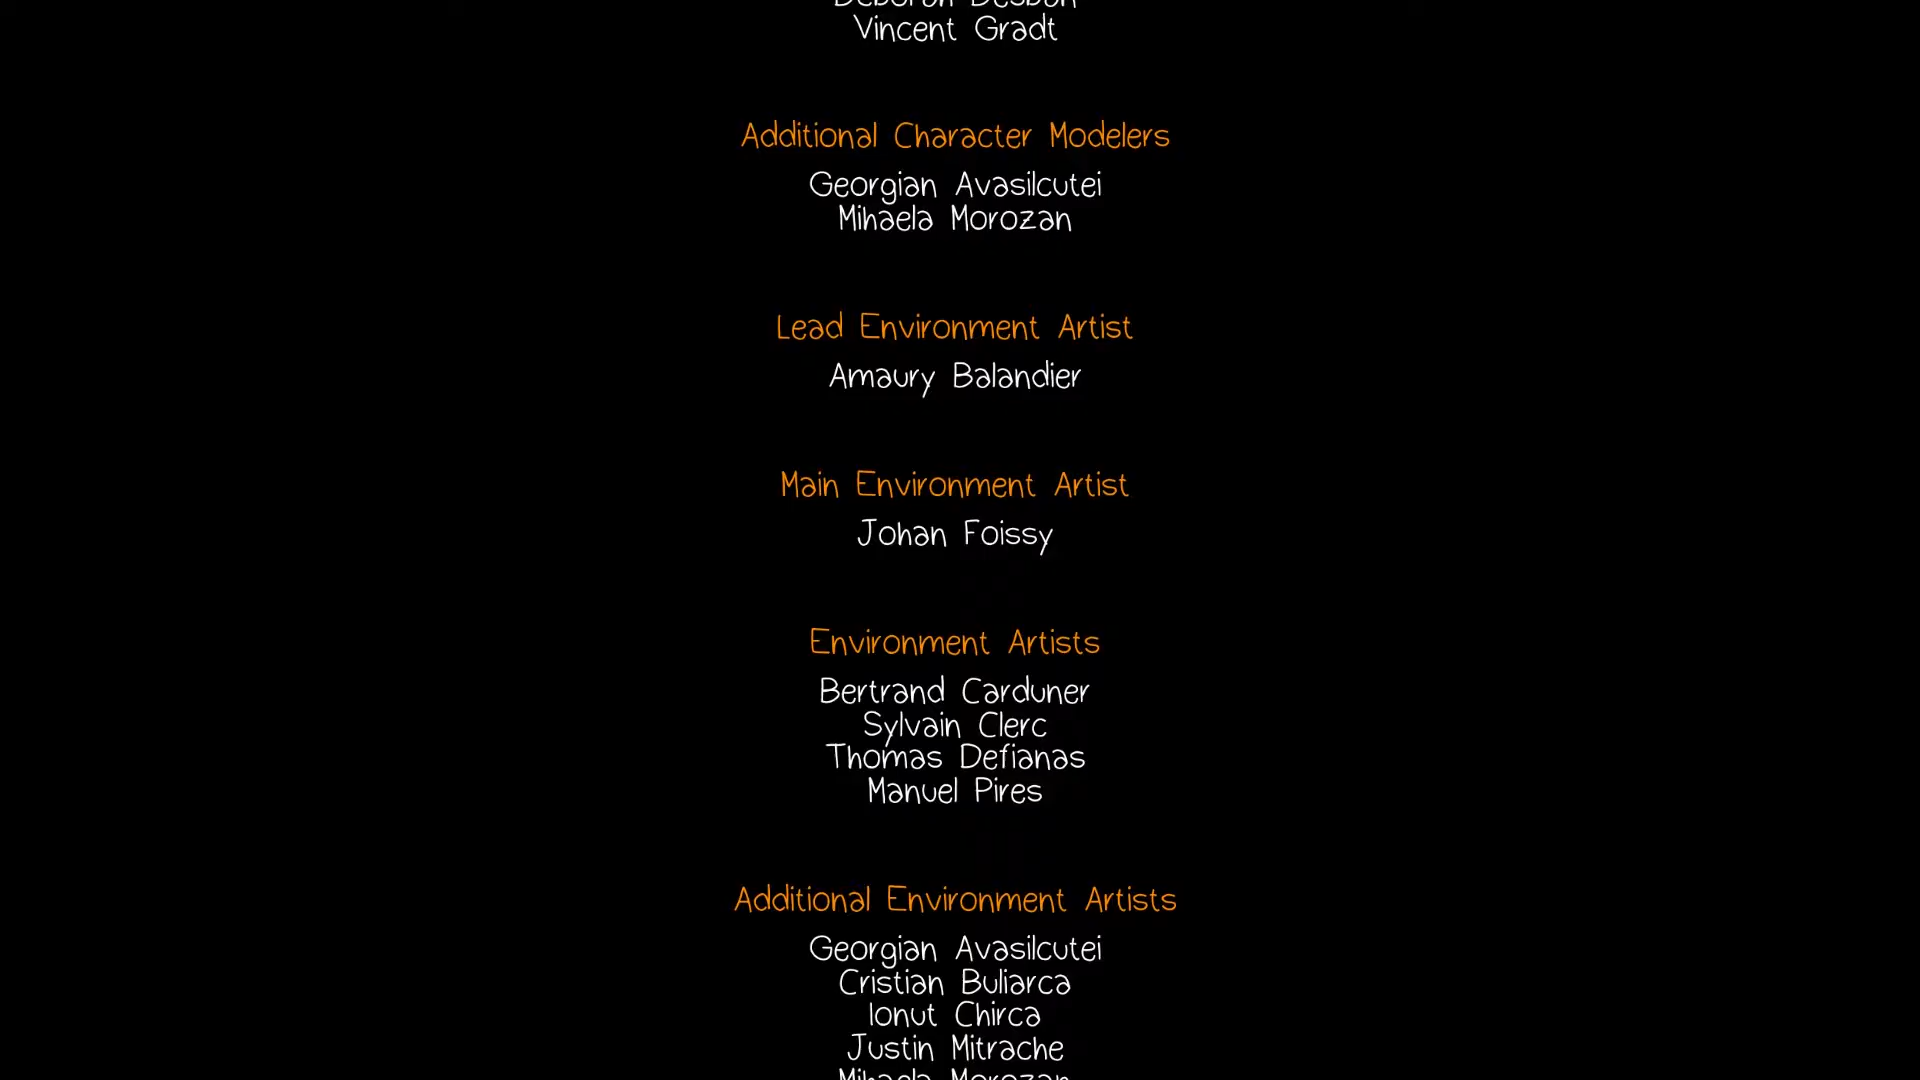 Vincent Gradt
Additional Character Modelers
Georgian Avasilcutei
Mihaela Morozan
Lead Environment Artist
Amaury Balandier
Main Environment Artist
Johan Foissy
Environment Artists
Bertrand Carduner
Sylvain Clerc
Thomas Defianas
Manuel Pires
Additional Environment Artists
Georgian Avasilcutei
Cristian Buliarca
Ionut Chirca
Justin Mitrache
Mihaela Morozan